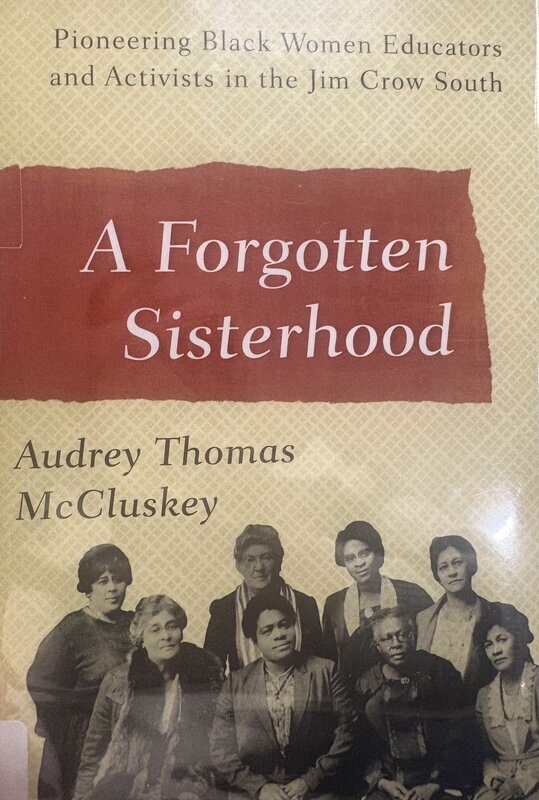 Pioneering Black Women Educators
and Activists in the Jim Crow South
A Forgotten
Sisterhood
Audrey Thomas
McCluskey